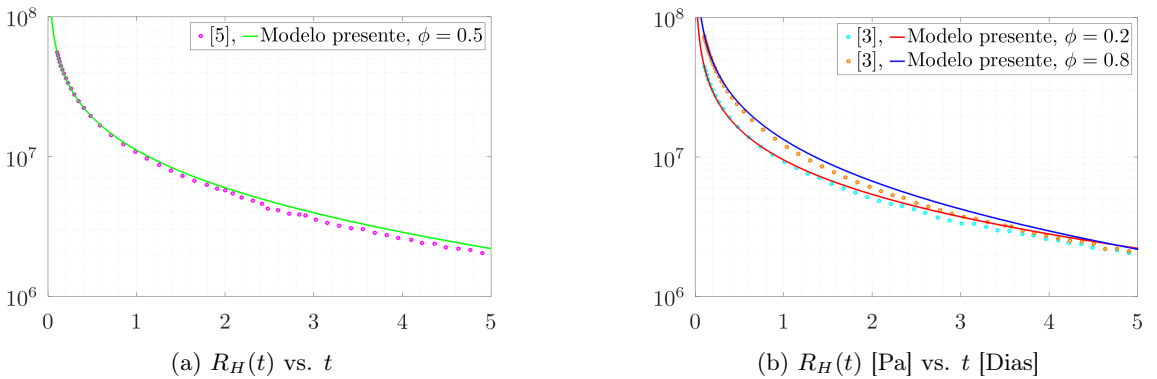 10^8
[5], Modelo presente, ϕ = 0.5
10^7
10^6
0 1 2 3 4 5
(a) R_H(t) vs. t
10^8
[3], Modelo presente, ϕ = 0.2
[3], Modelo presente, ϕ = 0.8
10^7
10^6
0 1 2 3 4 5
(b) R_H(t) [Pa] vs. t [Dias]